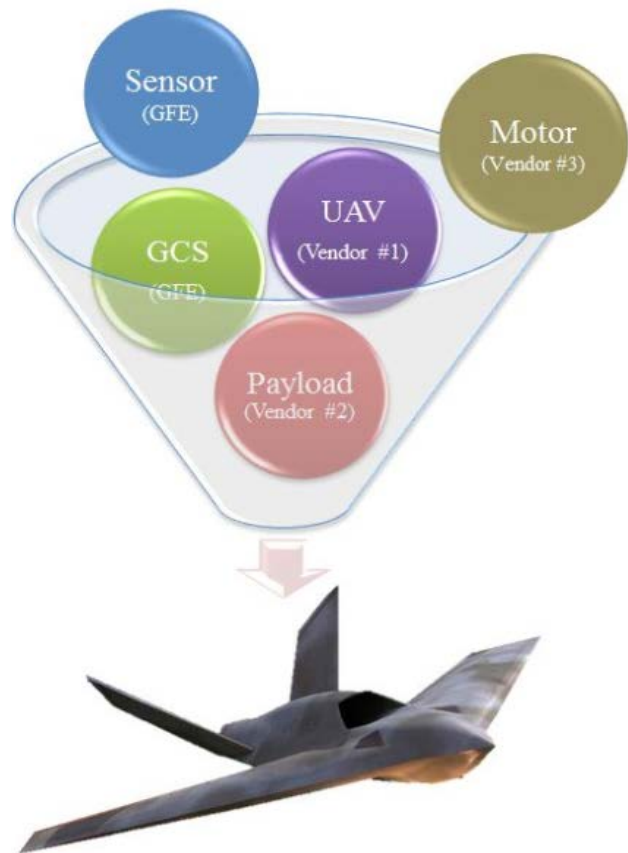 Sensor
(GFE)
Motor
(Vendor #3)
UAV
(Vendor #1)
GCS
(GFE)
Payload
(Vendor #2)